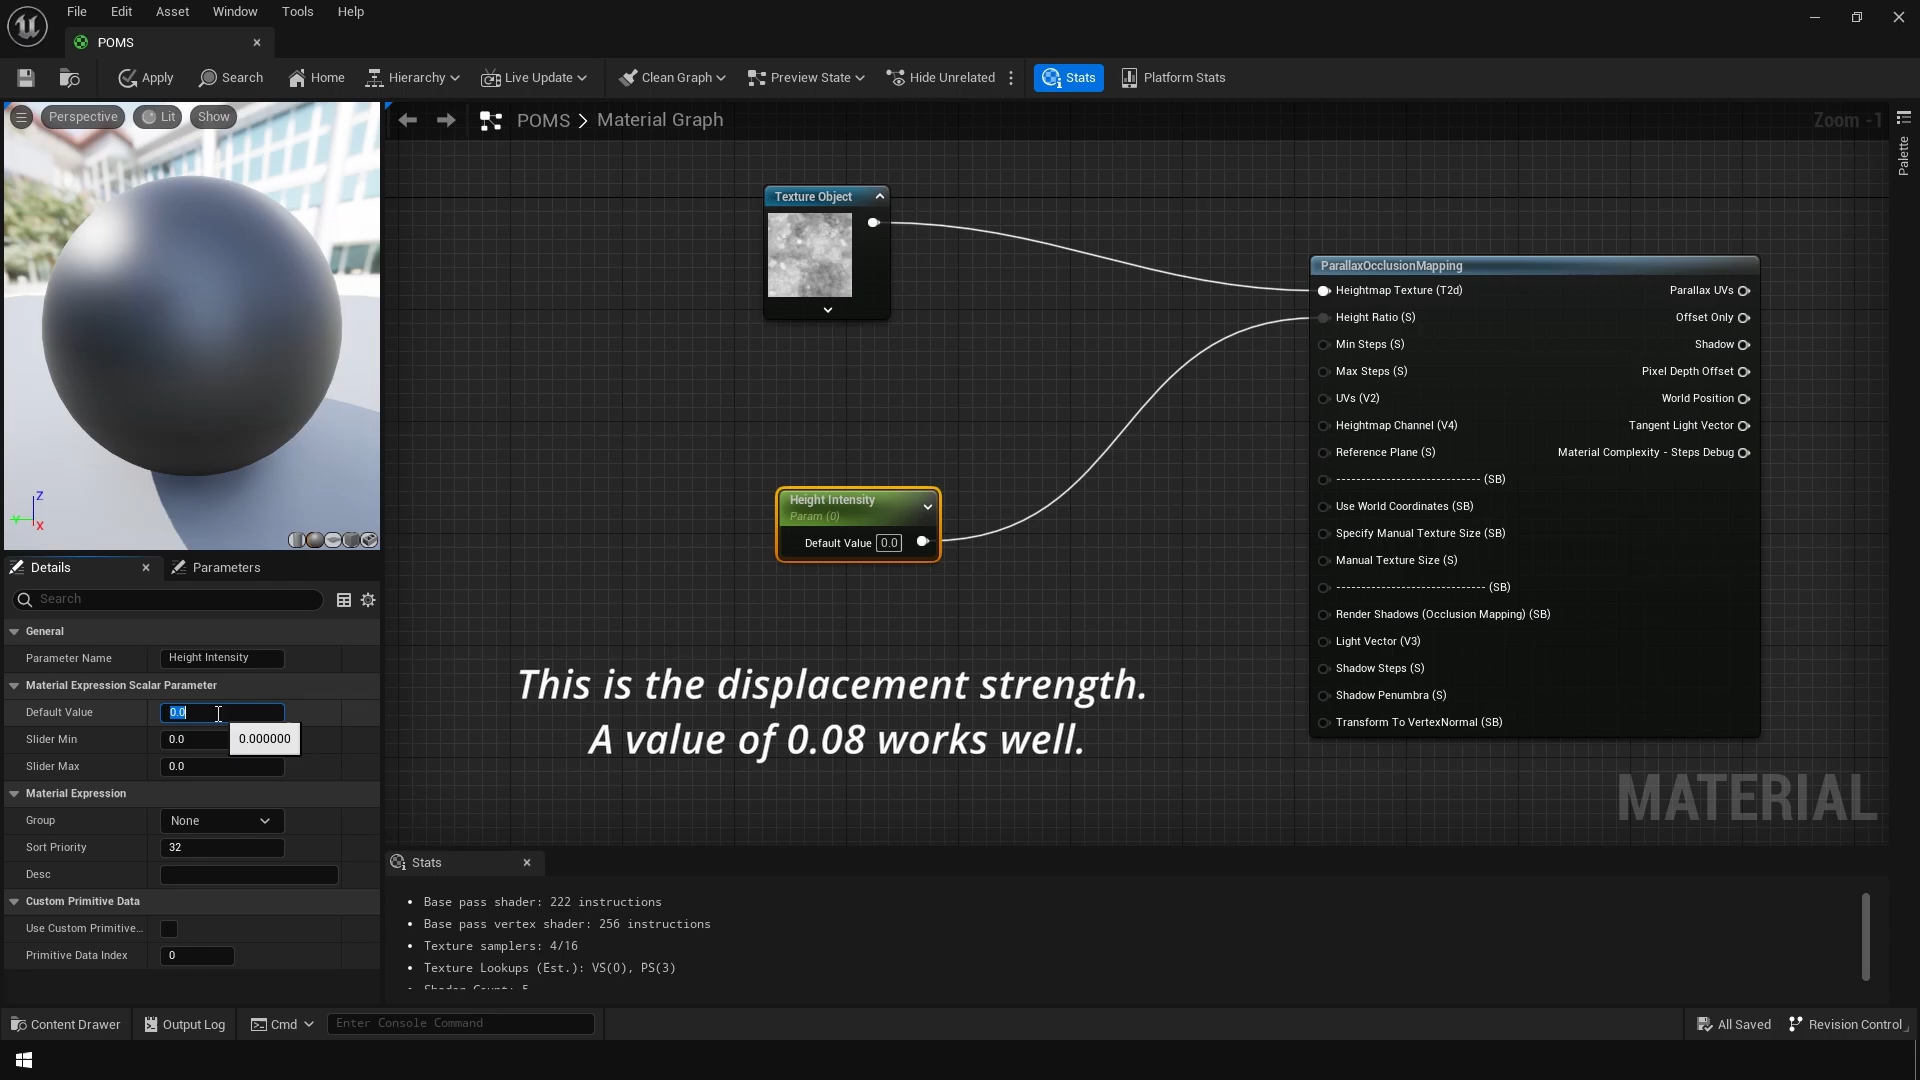 File Edit Asset Window Tools Help
POMS
Apply Search Home Hierarchy Live Update Clean Graph Preview State Hide Unrelated Stats Platform Stats
Perspective Lit Show
POMS > Material Graph
Zoom -1
Palette
Z
Y
X
Texture Object
ParallaxOcclusionMapping
Heightmap Texture (T2d) Parallax UVs
Height Ratio (S) Offset Only
Min Steps (S) Shadow
Max Steps (S) Pixel Depth Offset
UVs (V2) World Position
Heightmap Channel (V4) Tangent Light Vector
Reference Plane (S) Material Complexity - Steps Debug
---------------------------- (SB)
Use World Coordinates (SB)
Specify Manual Texture Size (SB)
Manual Texture Size (S)
----------------------------- (SB)
Render Shadows (Occlusion Mapping) (SB)
Light Vector (V3)
Shadow Steps (S)
Shadow Penumbra (S)
Transform To VertexNormal (SB)
Height Intensity
Param (0)
Default Value 0.0
This is the displacement strength.
A value of 0.08 works well.
MATERIAL
Details Parameters
Search
General
Parameter Name Height Intensity
Material Expression Scalar Parameter
Default Value 0.0
Slider Min 0.0
0.000000
Slider Max 0.0
Material Expression
Group None
Sort Priority 32
Desc
Custom Primitive Data
Use Custom Primitive...
Primitive Data Index 0
Stats
• Base pass shader: 222 instructions
• Base pass vertex shader: 256 instructions
• Texture samplers: 4/16
• Texture Lookups (Est.): VS(0), PS(3)
• Shader Count: 5
Content Drawer Output Log Cmd Enter Console Command All Saved Revision Control